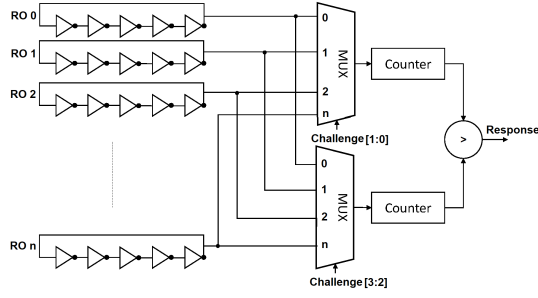 RO 0
RO 1
RO 2
RO n
0
1
2
n
MUX
Counter
Challenge[1:0]
>
Response
0
1
2
n
MUX
Counter
Challenge [3:2]